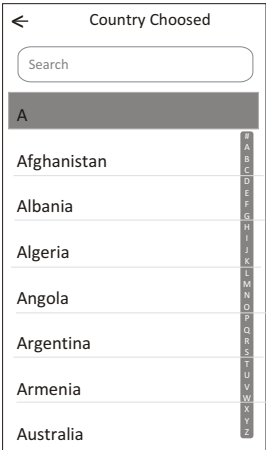 Country Choosed
Search
A
Afghanistan
Albania
Algeria
Angola
Argentina
Armenia
Australia
#
A
B
C
D
E
F
G
H
I
J
K
L
M
N
O
P
Q
R
S
T
U
V
W
X
Y
Z